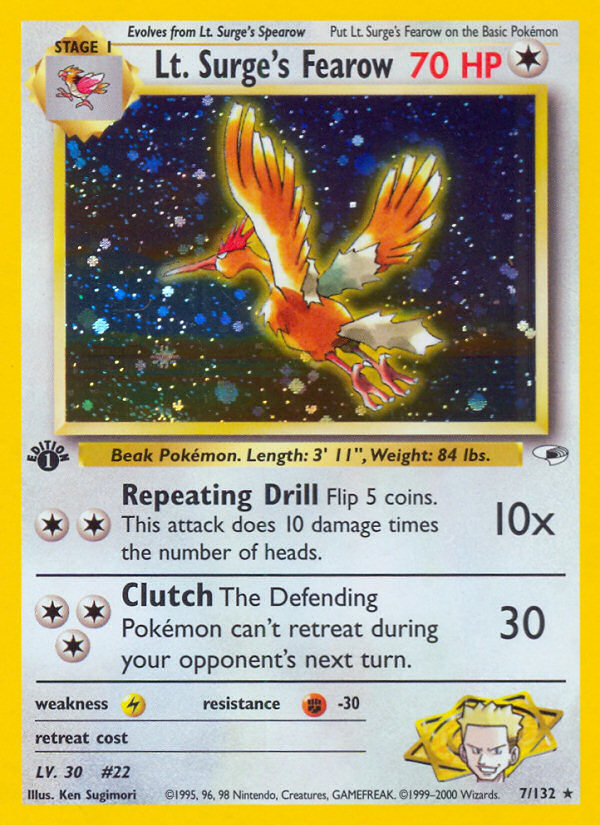 Evolves from Lt. Surge's Spearow Put Lt. Surge's Fearow on the Basic Pokémon
STAGE 1
Lt. Surge's Fearow 70 HP
EDITION
1
Beak Pokémon. Length: 3' 11", Weight: 84 lbs.
Repeating Drill Flip 5 coins.
This attack does 10 damage times
the number of heads.
10x
Clutch The Defending
Pokémon can't retreat during
your opponent's next turn.
30
weakness resistance -30
retreat cost
LV. 30 #22
Illus. Ken Sugimori ©1995, 96, 98 Nintendo, Creatures, GAMEFREAK. ©1999–2000 Wizards. 7/132 ★